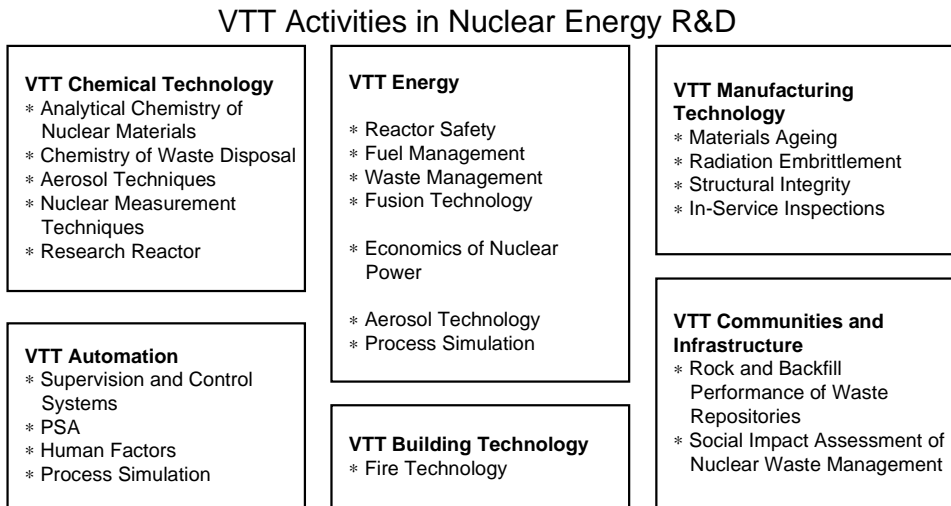 VTT Activities in Nuclear Energy R&D
VTT Chemical Technology
* Analytical Chemistry of
Nuclear Materials
* Chemistry of Waste Disposal
* Aerosol Techniques
* Nuclear Measurement
Techniques
* Research Reactor
VTT Automation
* Supervision and Control
Systems
* PSA
* Human Factors
* Process Simulation
VTT Energy
* Reactor Safety
* Fuel Management
* Waste Management
* Fusion Technology
* Economics of Nuclear
Power
* Aerosol Technology
* Process Simulation
VTT Building Technology
* Fire Technology
VTT Manufacturing
Technology
* Materials Ageing
* Radiation Embrittlement
* Structural Integrity
* In-Service Inspections
VTT Communities and
Infrastructure
* Rock and Backfill
Performance of Waste
Repositories
* Social Impact Assessment of
Nuclear Waste Management